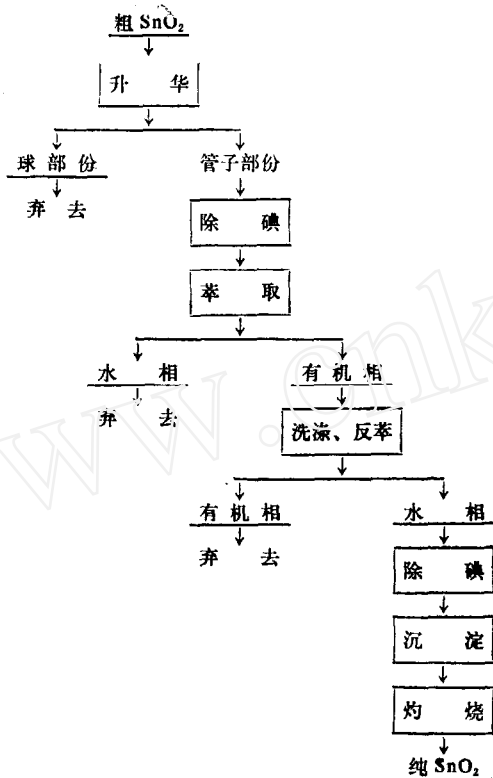 粗 SnO₂
升 华
球 部 份
管子部份
弃 去
除 碘
萃 取
水 相
有 机 相
弃 去
洗涤、反萃
有 机 相
水 相
弃 去
除 碘
沉 淀
灼 烧
纯 SnO₂